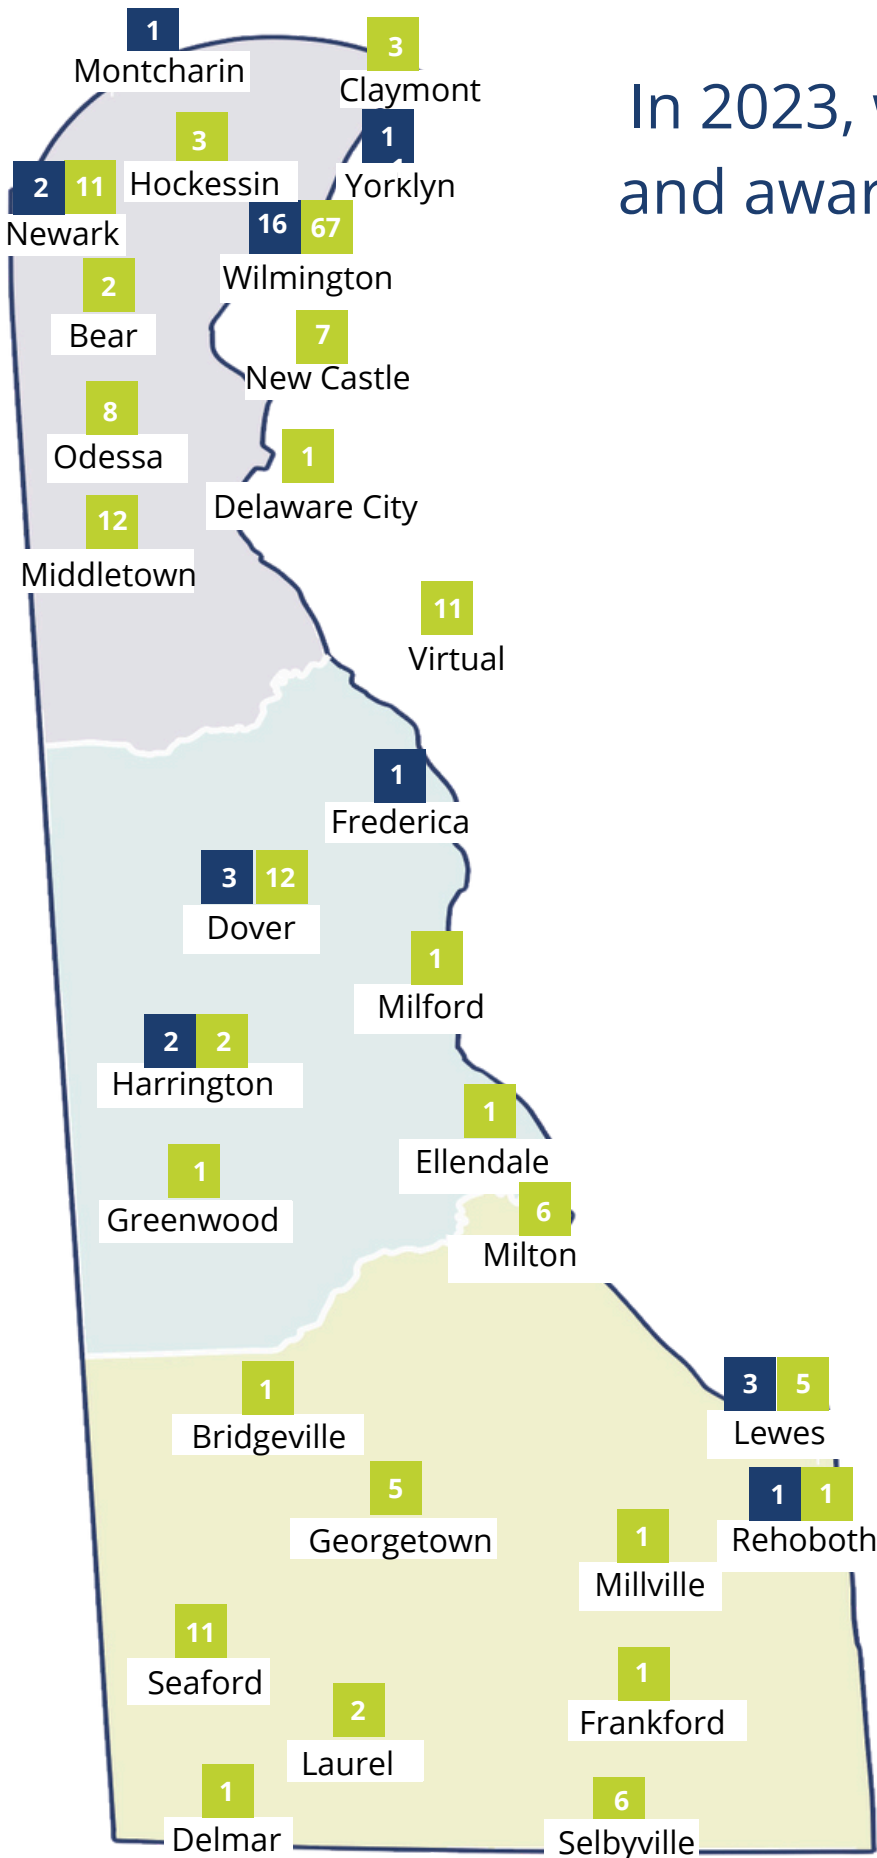 1
Montcharin
3
Claymont
In 2023,
and awar
3
Hockessin
1
Yorklyn
2 11
Newark
16 67
Wilmington
2
Bear
7
New Castle
8
Odessa
1
Delaware City
12
Middletown
11
Virtual
1
Frederica
3 12
Dover
1
Milford
2 2
Harrington
1
Ellendale
1
Greenwood
6
Milton
1
Bridgeville
3 5
Lewes
5
Georgetown
1 1
Rehoboth
1
Millville
11
Seaford
1
Frankford
2
Laurel
1
Delmar
6
Selbyville